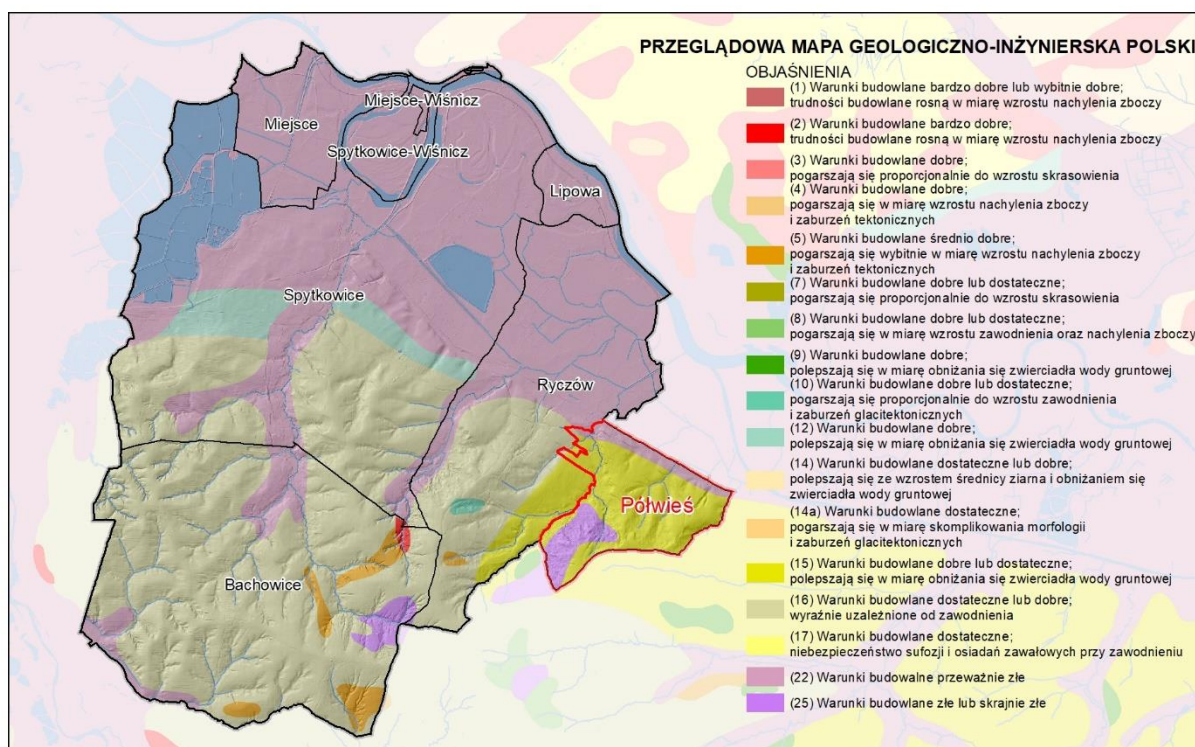 PRZEGLĄDOWA MAPA GEOLOGICZNO-INŻYNIERSKA POLSKI
OBJAŚNIENIA
(1) Warunki budowlane bardzo dobre lub wybitnie dobre;
trudności budowlane rosną w miarę wzrostu nachylenia zboczy
(2) Warunki budowlane bardzo dobre;
trudności budowlane rosną w miarę wzrostu nachylenia zboczy
(3) Warunki budowlane dobre;
pogarszają się proporcjonalnie do wzrostu skrasowienia
(4) Warunki budowlane dobre;
pogarszają się w miarę wzrostu nachylenia zboczy
i zaburzeń tektonicznych
(5) Warunki budowlane średnio dobre;
pogarszają się wybitnie w miarę wzrostu nachylenia zboczy
i zaburzeń tektonicznych
(7) Warunki budowlane dobre lub dostateczne;
pogarszają się proporcjonalnie do wzrostu skrasowienia
(8) Warunki budowlane dobre lub dostateczne;
pogarszają się w miarę wzrostu zawodnienia oraz nachylenia zboczy
(9) Warunki budowlane dobre;
polepszają się w miarę obniżania się zwierciadła wody gruntowej
(10) Warunki budowlane dobre lub dostateczne;
pogarszają się proporcjonalnie do wzrostu zawodnienia
i zaburzeń glacitektonicznych
(12) Warunki budowlane dobre;
polepszają się w miarę obniżania się zwierciadła wody gruntowej
(14) Warunki budowlane dostateczne lub dobre;
polepszają się ze wzrostem średnicy ziarna i obniżaniem się
zwierciadła wody gruntowej
(14a) Warunki budowlane dostateczne;
pogarszają się w miarę skomplikowania morfologii
i zaburzeń glacitektonicznych
(15) Warunki budowlane dobre lub dostateczne;
polepszają się w miarę obniżania się zwierciadła wody gruntowej
(16) Warunki budowlane dostateczne lub dobre;
wyraźnie uzależnione od zawodnienia
(17) Warunki budowlane dostateczne;
niebezpieczeństwo sufozji i osiadań zawałowych przy zawodnieniu
(22) Warunki budowalne przeważnie złe
(25) Warunki budowlane złe lub skrajnie złe
Miejsce-Wiśnicz
Miejsce
Spytkowice-Wiśnicz
Lipowa
Spytkowice
Ryczów
Półwieś
Bachowice